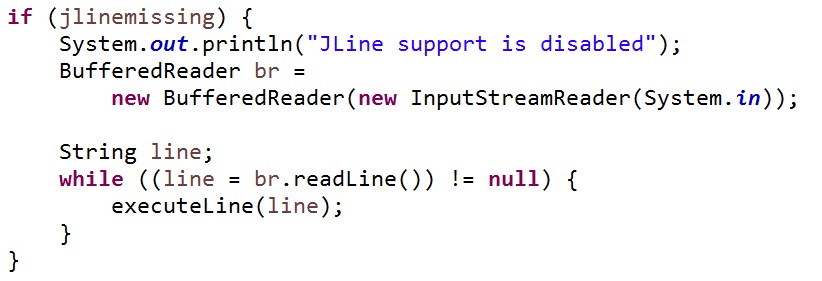 if (jlinemissing) {
    System.out.println("JLine support is disabled");
    BufferedReader br =
        new BufferedReader(new InputStreamReader(System.in));

    String line;
    while ((line = br.readLine()) != null) {
        executeLine(line);
    }
}